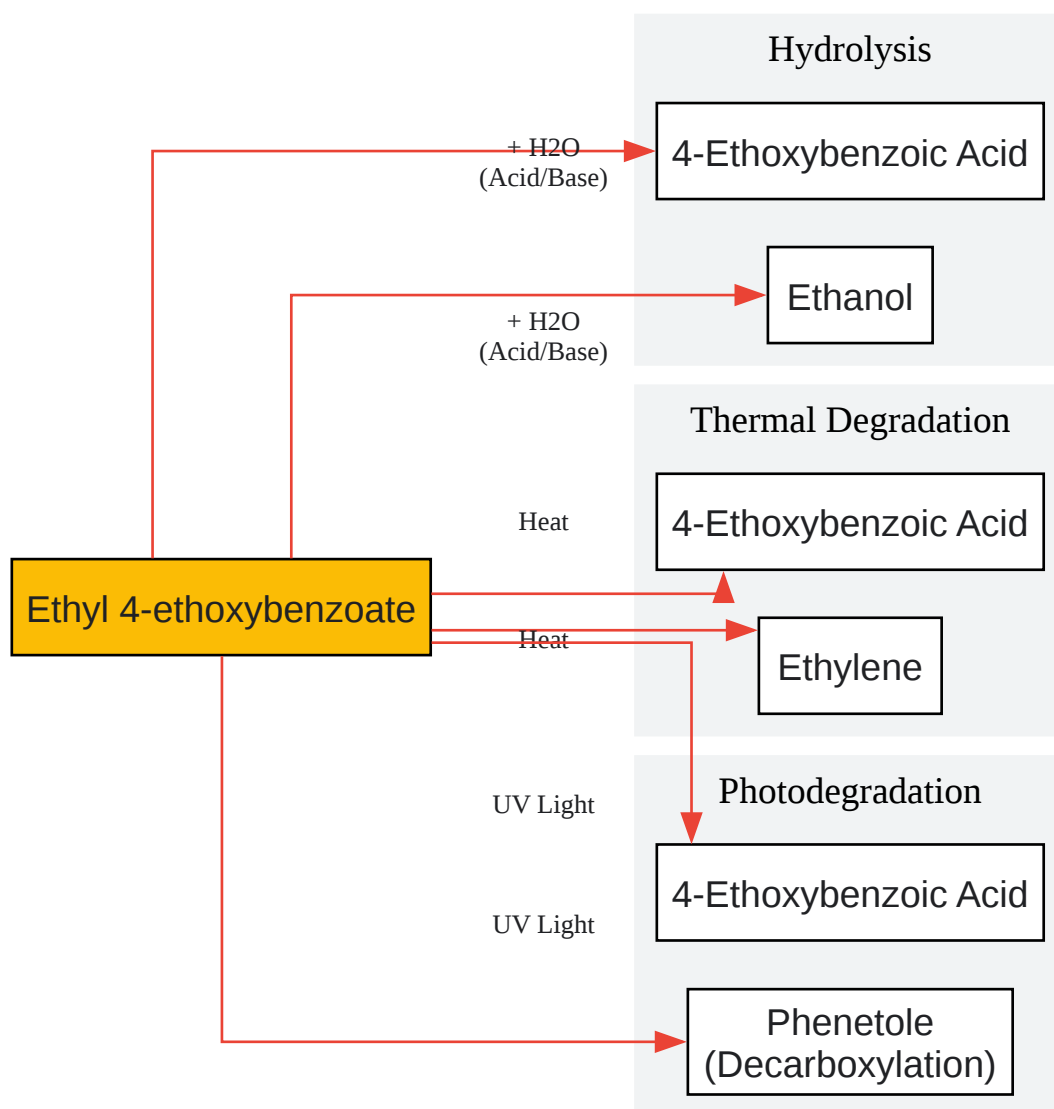 Hydrolysis
+ H2O
(Acid/Base)
4-Ethoxybenzoic Acid
Ethanol
+ H2O
(Acid/Base)
Thermal Degradation
Heat
4-Ethoxybenzoic Acid
Ethyl 4-ethoxybenzoate
Heat
Ethylene
Photodegradation
UV Light
4-Ethoxybenzoic Acid
UV Light
Phenetole
(Decarboxylation)